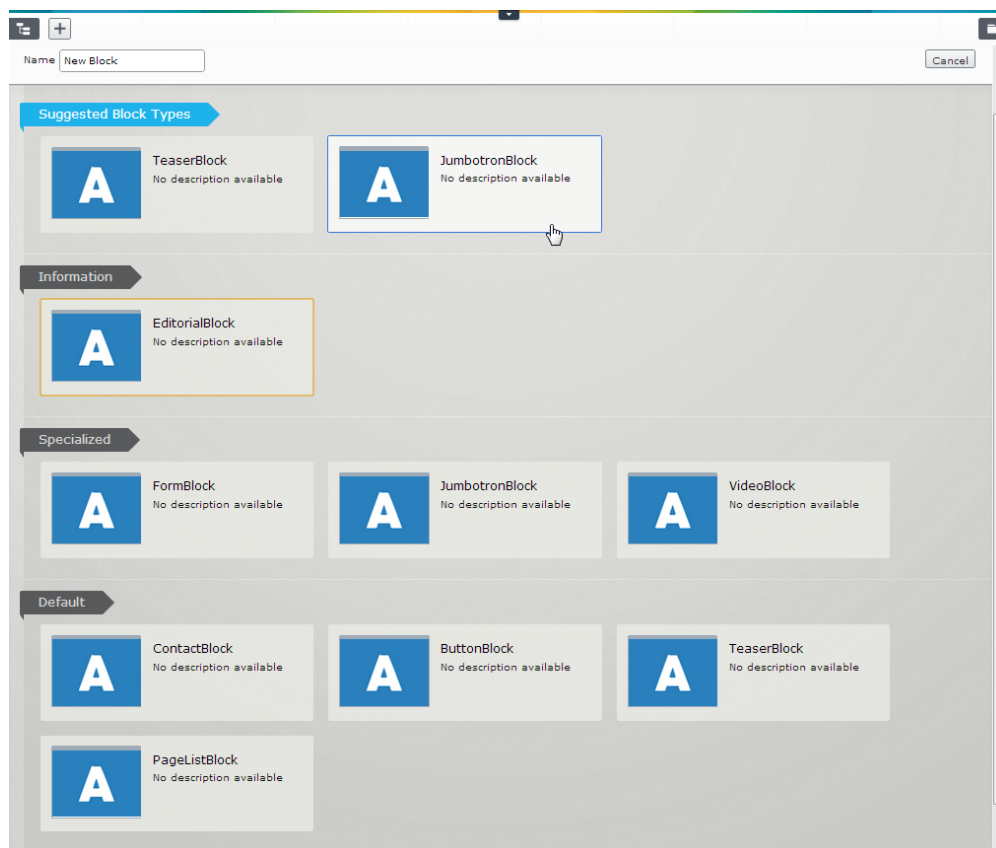 Name New Block Cancel
Suggested Block Types
A TeaserBlock
No description available
A JumbotronBlock
No description available
Information
A EditorialBlock
No description available
Specialized
A FormBlock
No description available
A JumbotronBlock
No description available
A VideoBlock
No description available
Default
A ContactBlock
No description available
A ButtonBlock
No description available
A TeaserBlock
No description available
A PageListBlock
No description available